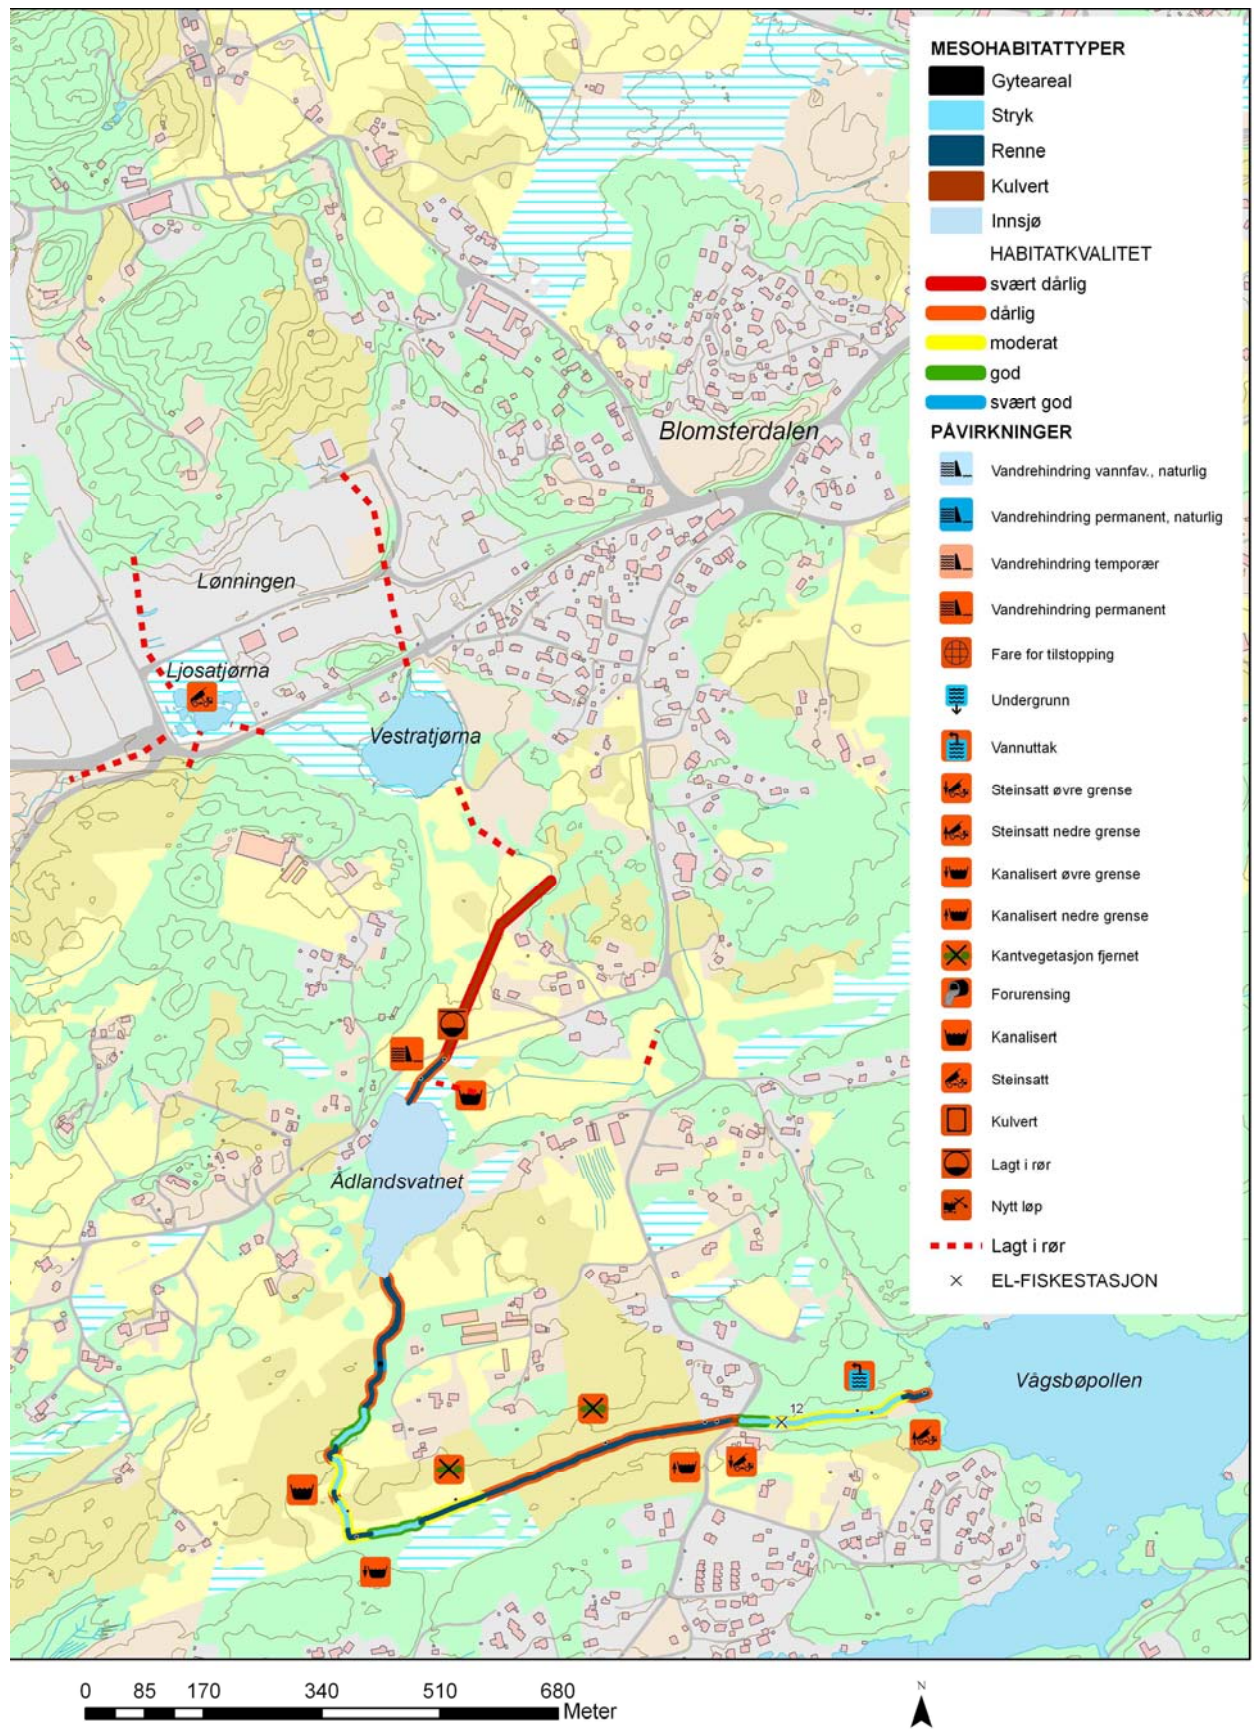 MESOHABITATTYPER
Gyteareal
Stryk
Renne
Kulvert
Innsjø
HABITATKVALITET
svært dårlig
dårlig
moderat
god
svært god
PÅVIRKNINGER
Vandrehindring vannfav., naturlig
Vandrehindring permanent, naturlig
Vandrehindring temporær
Vandrehindring permanent
Fare for tilstopping
Undergrunn
Vannuttak
Steinsatt øvre grense
Steinsatt nedre grense
Kanalisert øvre grense
Kanalisert nedre grense
Kantvegetasjon fjernet
Forurensing
Kanalisert
Steinsatt
Kulvert
Lagt i rør
Nytt løp
Lagt i rør
EL-FISKESTASJON
Blomsterdalen
Lønningen
Ljosatjørna
Vestratjørna
Ådlandsvatnet
Vågsbøpollen
12
0 85 170 340 510 680
Meter
N